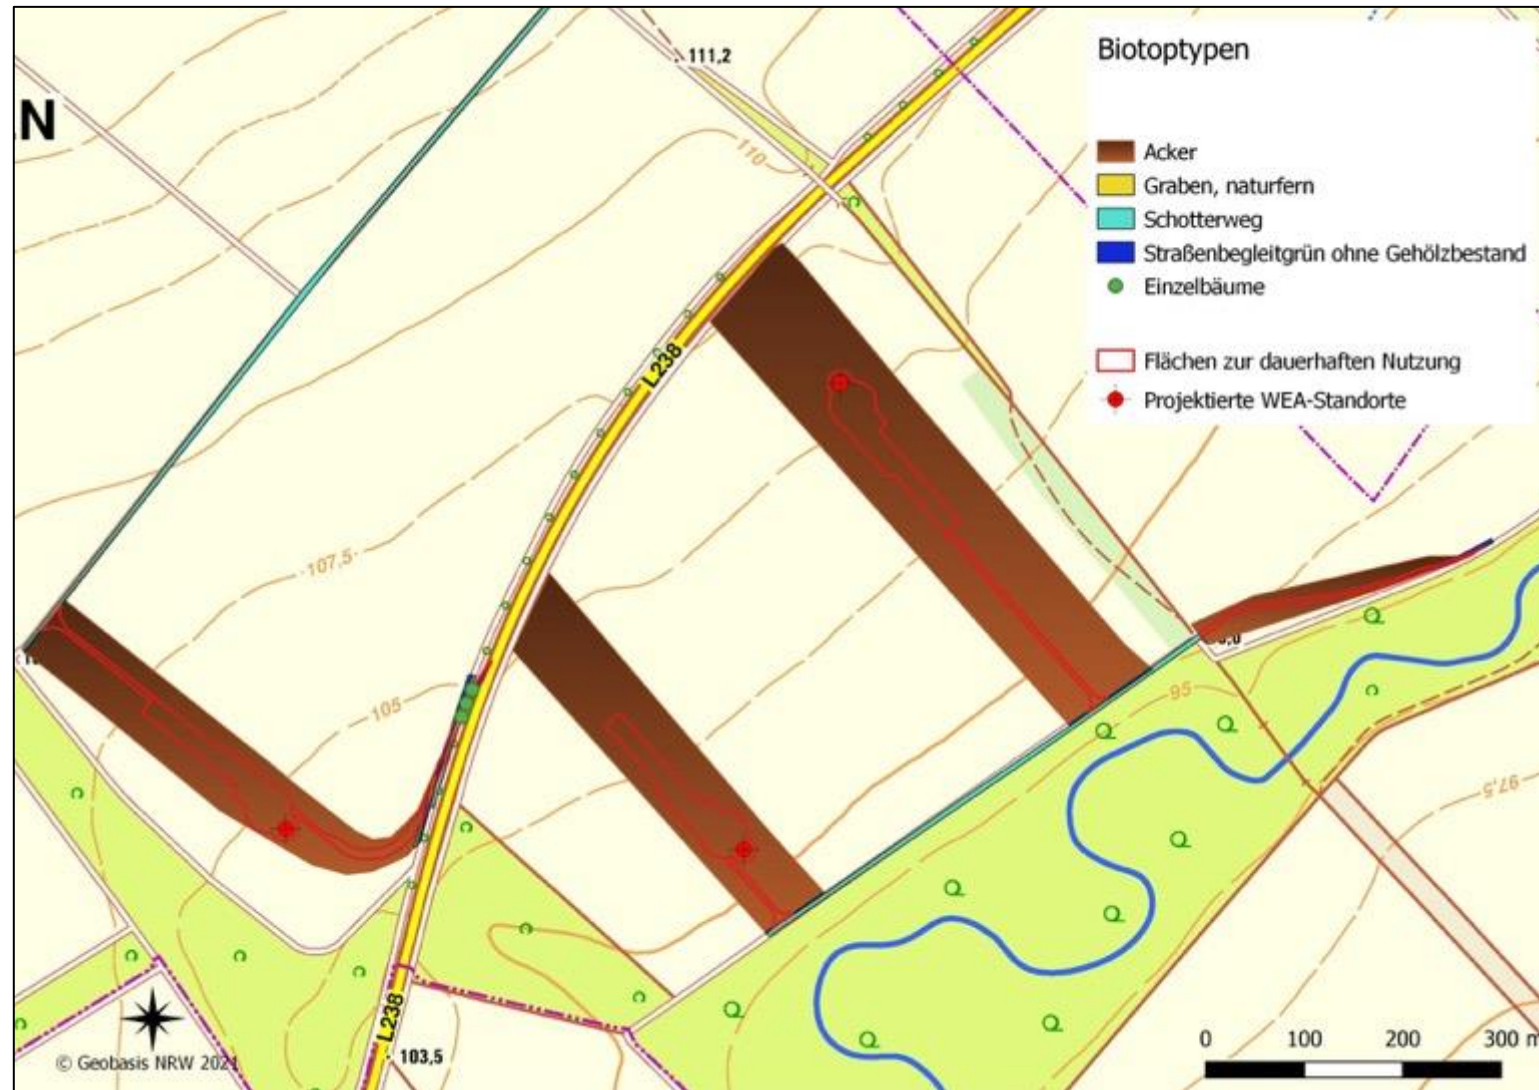 111,2
N
110
L238
107,5
105
95
97,5
L238
103,5
© Geobasis NRW 2021
Biotoptypen
Acker
Graben, naturfern
Schotterweg
Straßenbegleitgrün ohne Gehölzbestand
Einzelbäume
Flächen zur dauerhaften Nutzung
Projektierte WEA-Standorte
0 100 200 300 m